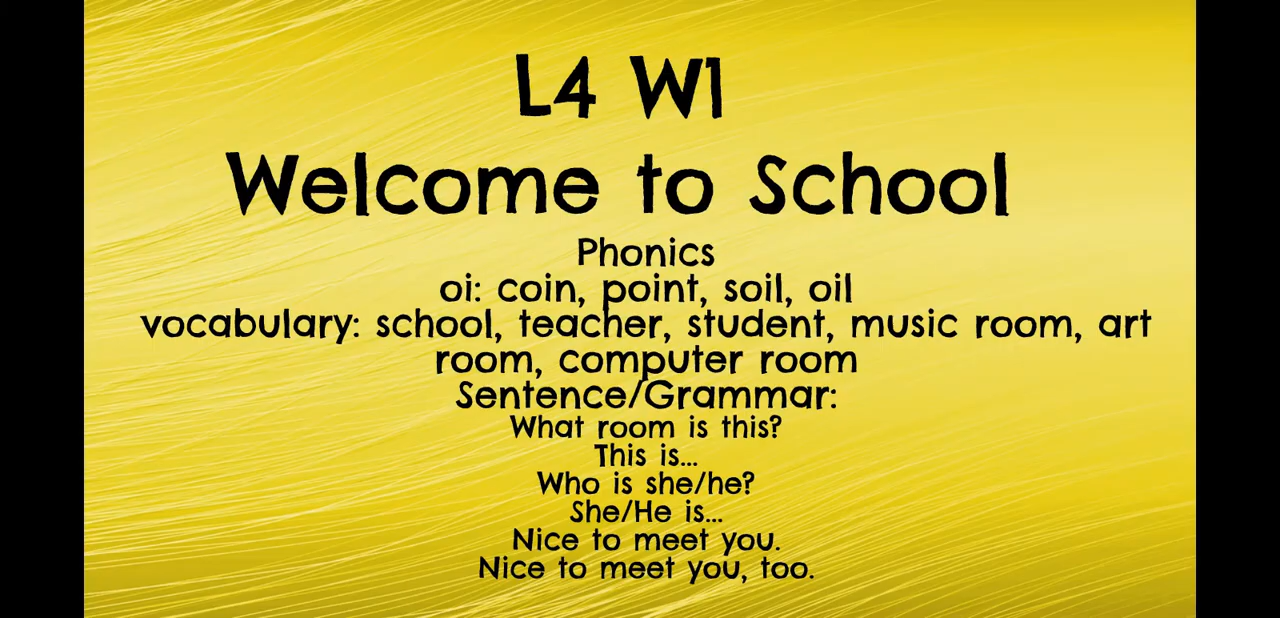 L4 W1
Welcome to School
Phonics
oi: coin, point, soil, oil
vocabulary: school, teacher, student, music room, art
room, computer room
Sentence/Grammar:
What room is this?
This is...
Who is she/he?
She/He is...
Nice to meet you.
Nice to meet you, too.